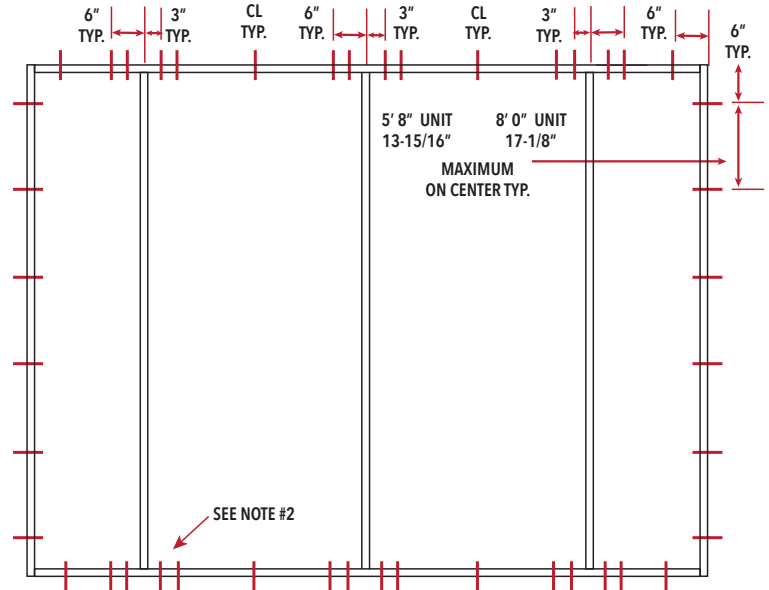 6” 3” CL 6” 3” CL 3” 6”
TYP. TYP. TYP. TYP. TYP. TYP. TYP. TYP.
6”
TYP.
5’ 8” UNIT 8’ 0” UNIT
13-15/16” 17-1/8”
MAXIMUM
ON CENTER TYP.
SEE NOTE #2